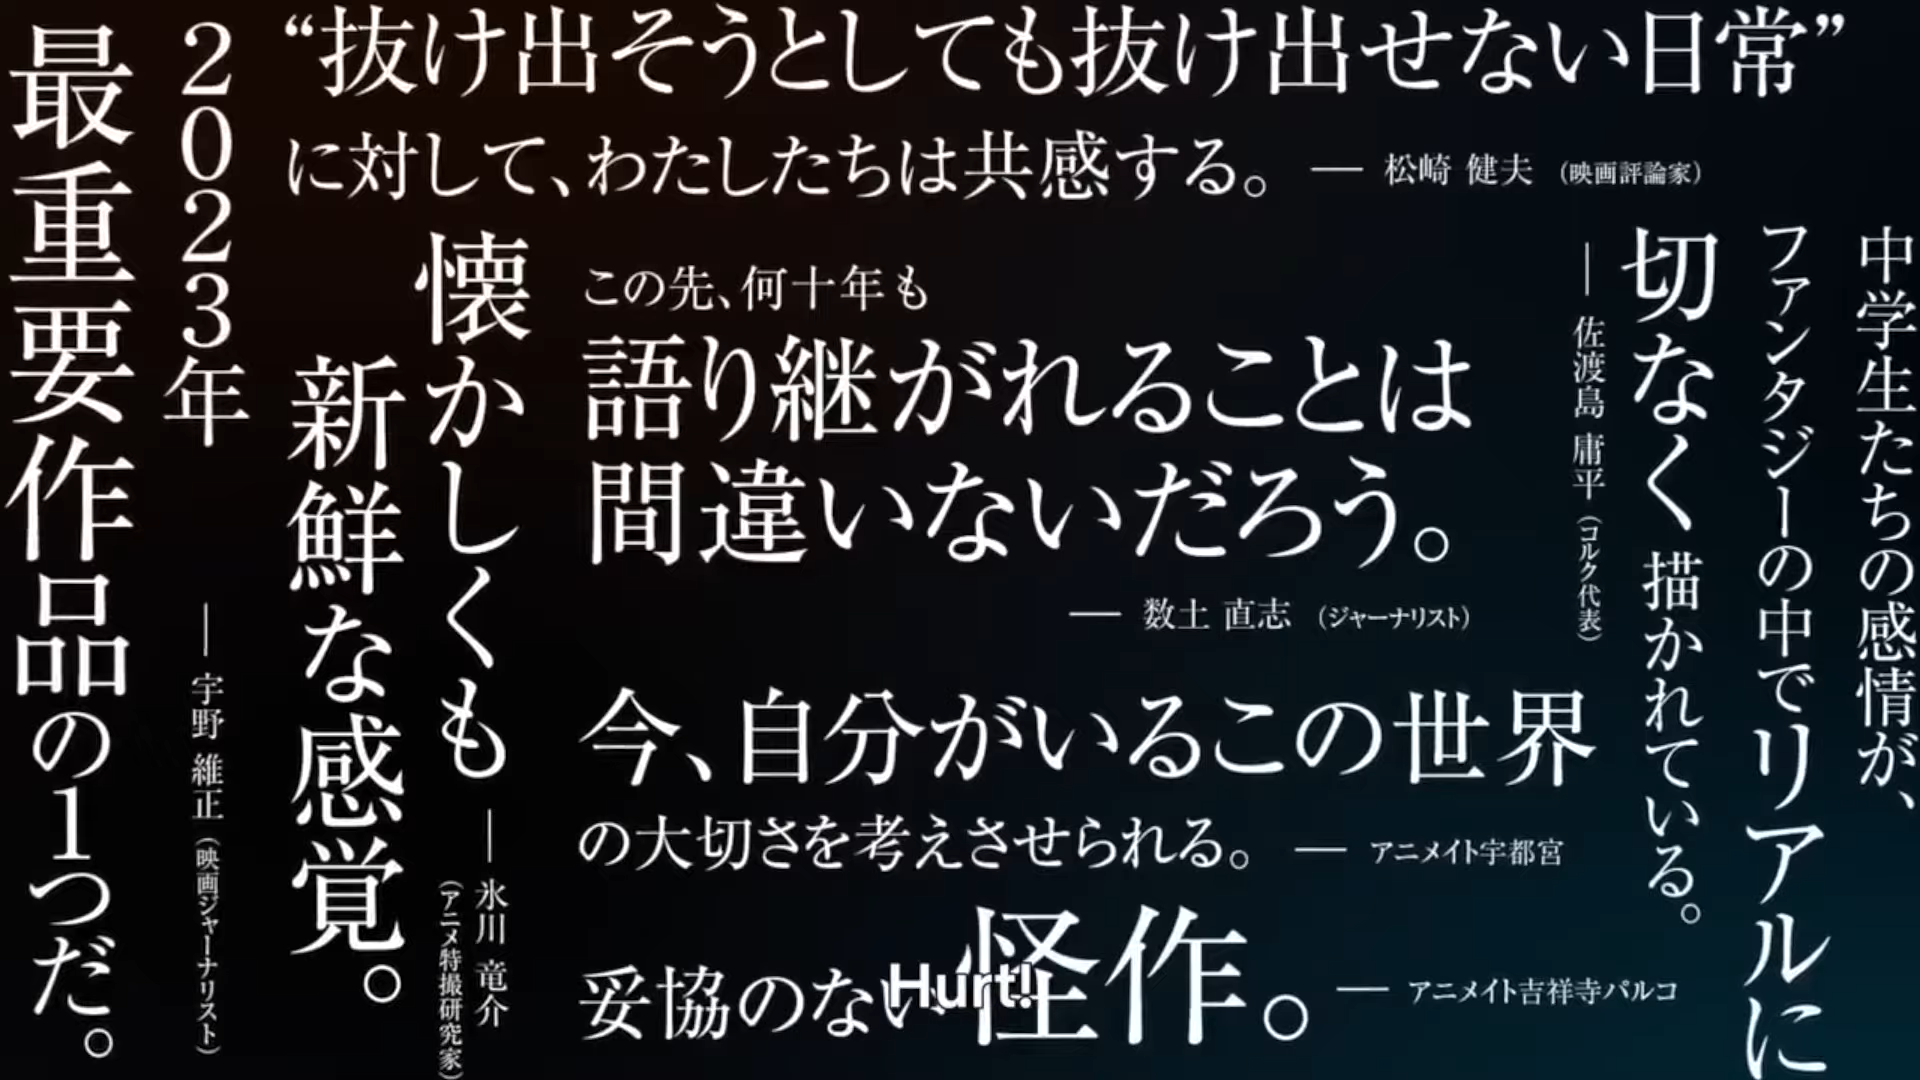 “抜け出そうとしても抜け出せない日常”
に対して、わたしたちは共感する。 — 松崎 健夫 （映画評論家）
中学生たちの感情が、
ファンタジーの中でリアルに
切なく描かれている。
— 佐渡島 庸平（コルク代表）
この先、何十年も
語り継がれることは
間違いないだろう。
— 数土 直志 （ジャーナリスト）
懐かしくも
新鮮な感覚。
— 氷川 竜介
（アニメ特撮研究家）
2023年
最重要作品の1つだ。
— 宇野 維正（映画ジャーナリスト）
今、自分がいるこの世界
の大切さを考えさせられる。 — アニメイト宇都宮
妥協のない怪作。 — アニメイト吉祥寺パルコ
Hurt!